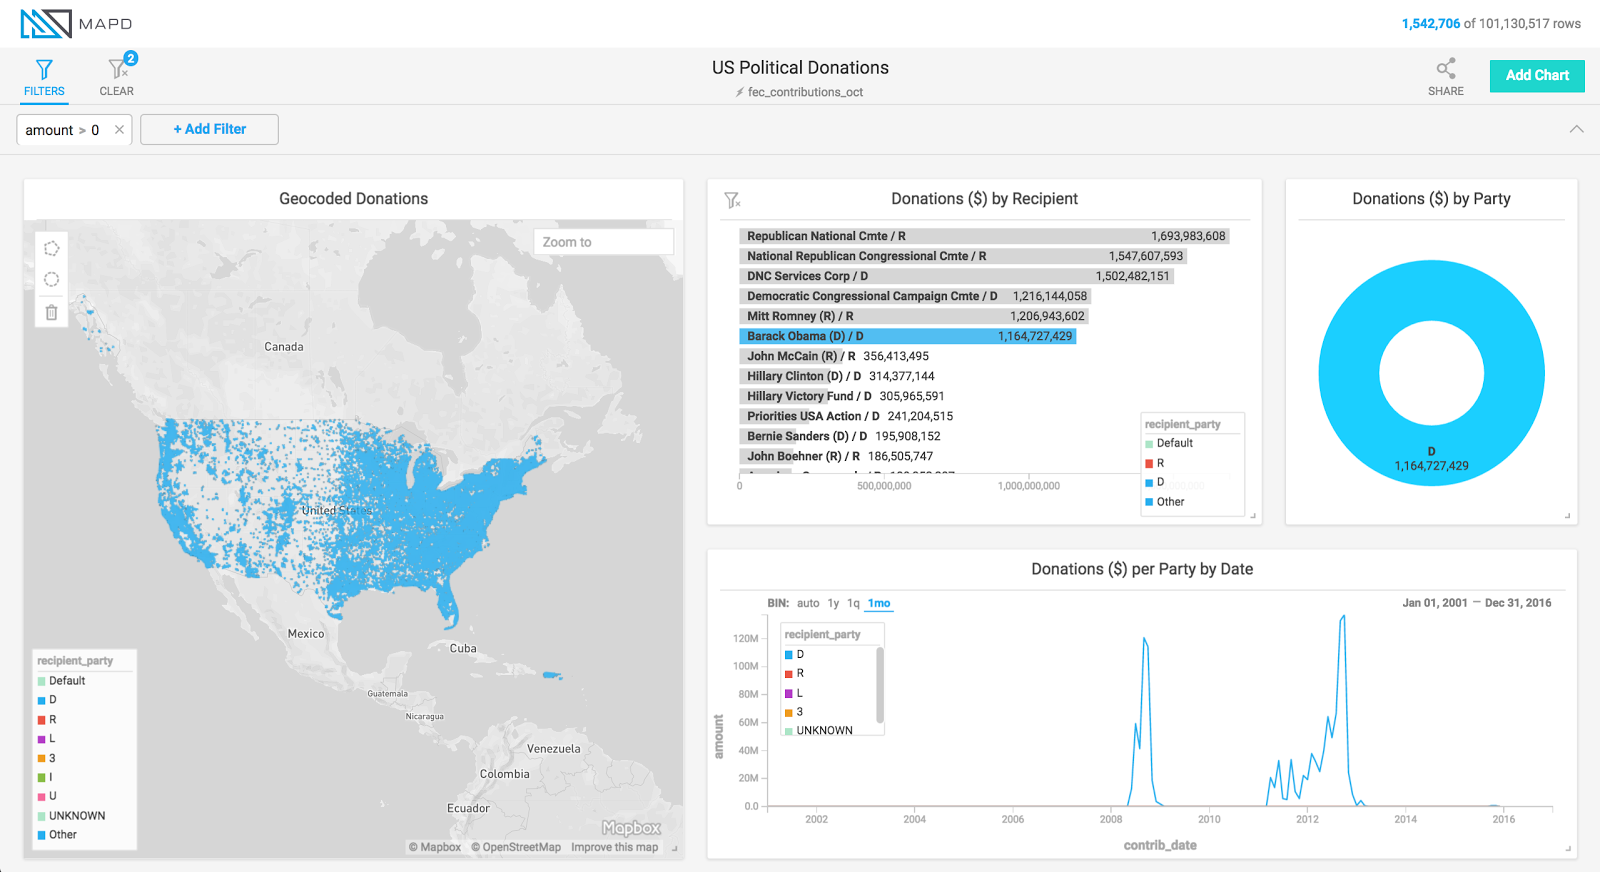 MAPD
1,542,706 of 101,130,517 rows
FILTERS
2
CLEAR
US Political Donations
fec_contributions_oct
SHARE
Add Chart
amount > 0
+ Add Filter
Geocoded Donations
Zoom to
Canada
United States
Mexico
Cuba
Guatemala
Nicaragua
Venezuela
Colombia
Ecuador
recipient_party
Default
D
R
L
3
I
U
UNKNOWN
Other
Mapbox
© Mapbox © OpenStreetMap Improve this map
Donations ($) by Recipient
Republican National Cmte / R 1,693,983,608
National Republican Congressional Cmte / R 1,547,607,593
DNC Services Corp / D 1,502,482,151
Democratic Congressional Campaign Cmte / D 1,216,144,058
Mitt Romney (R) / R 1,206,943,602
Barack Obama (D) / D 1,164,727,429
John McCain (R) / R 356,413,495
Hillary Clinton (D) / D 314,377,144
Hillary Victory Fund / D 305,965,591
Priorities USA Action / D 241,204,515
Bernie Sanders (D) / D 195,908,152
John Boehner (R) / R 186,505,747
0 500,000,000 1,000,000,000
recipient_party
Default
R
D
Other
Donations ($) by Party
D
1,164,727,429
Donations ($) per Party by Date
BIN: auto 1y 1q 1mo
Jan 01, 2001 — Dec 31, 2016
recipient_party
D
R
L
3
UNKNOWN
120M
100M
80M
60M
40M
20M
0.0
amount
2002 2004 2006 2008 2010 2012 2014 2016
contrib_date